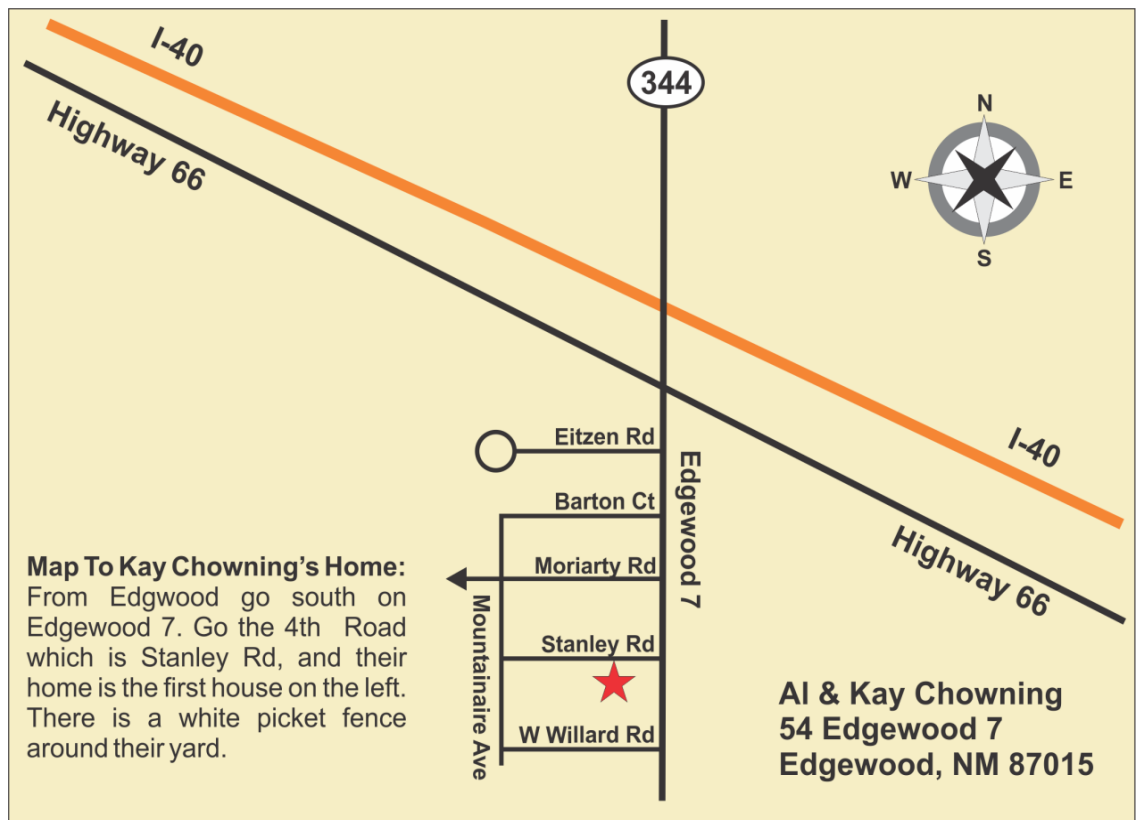 I-40
344
Highway 66
N
W
E
S
I-40
Eitzen Rd
Edgewood 7
Barton Ct
Highway 66
Moriarty Rd
Mountainaire Ave
Stanley Rd
W Willard Rd
Map To Kay Chowning’s Home:
From Edgwood go south on
Edgewood 7. Go the 4th Road
which is Stanley Rd, and their
home is the first house on the left.
There is a white picket fence
around their yard.
Al & Kay Chowning
54 Edgewood 7
Edgewood, NM 87015